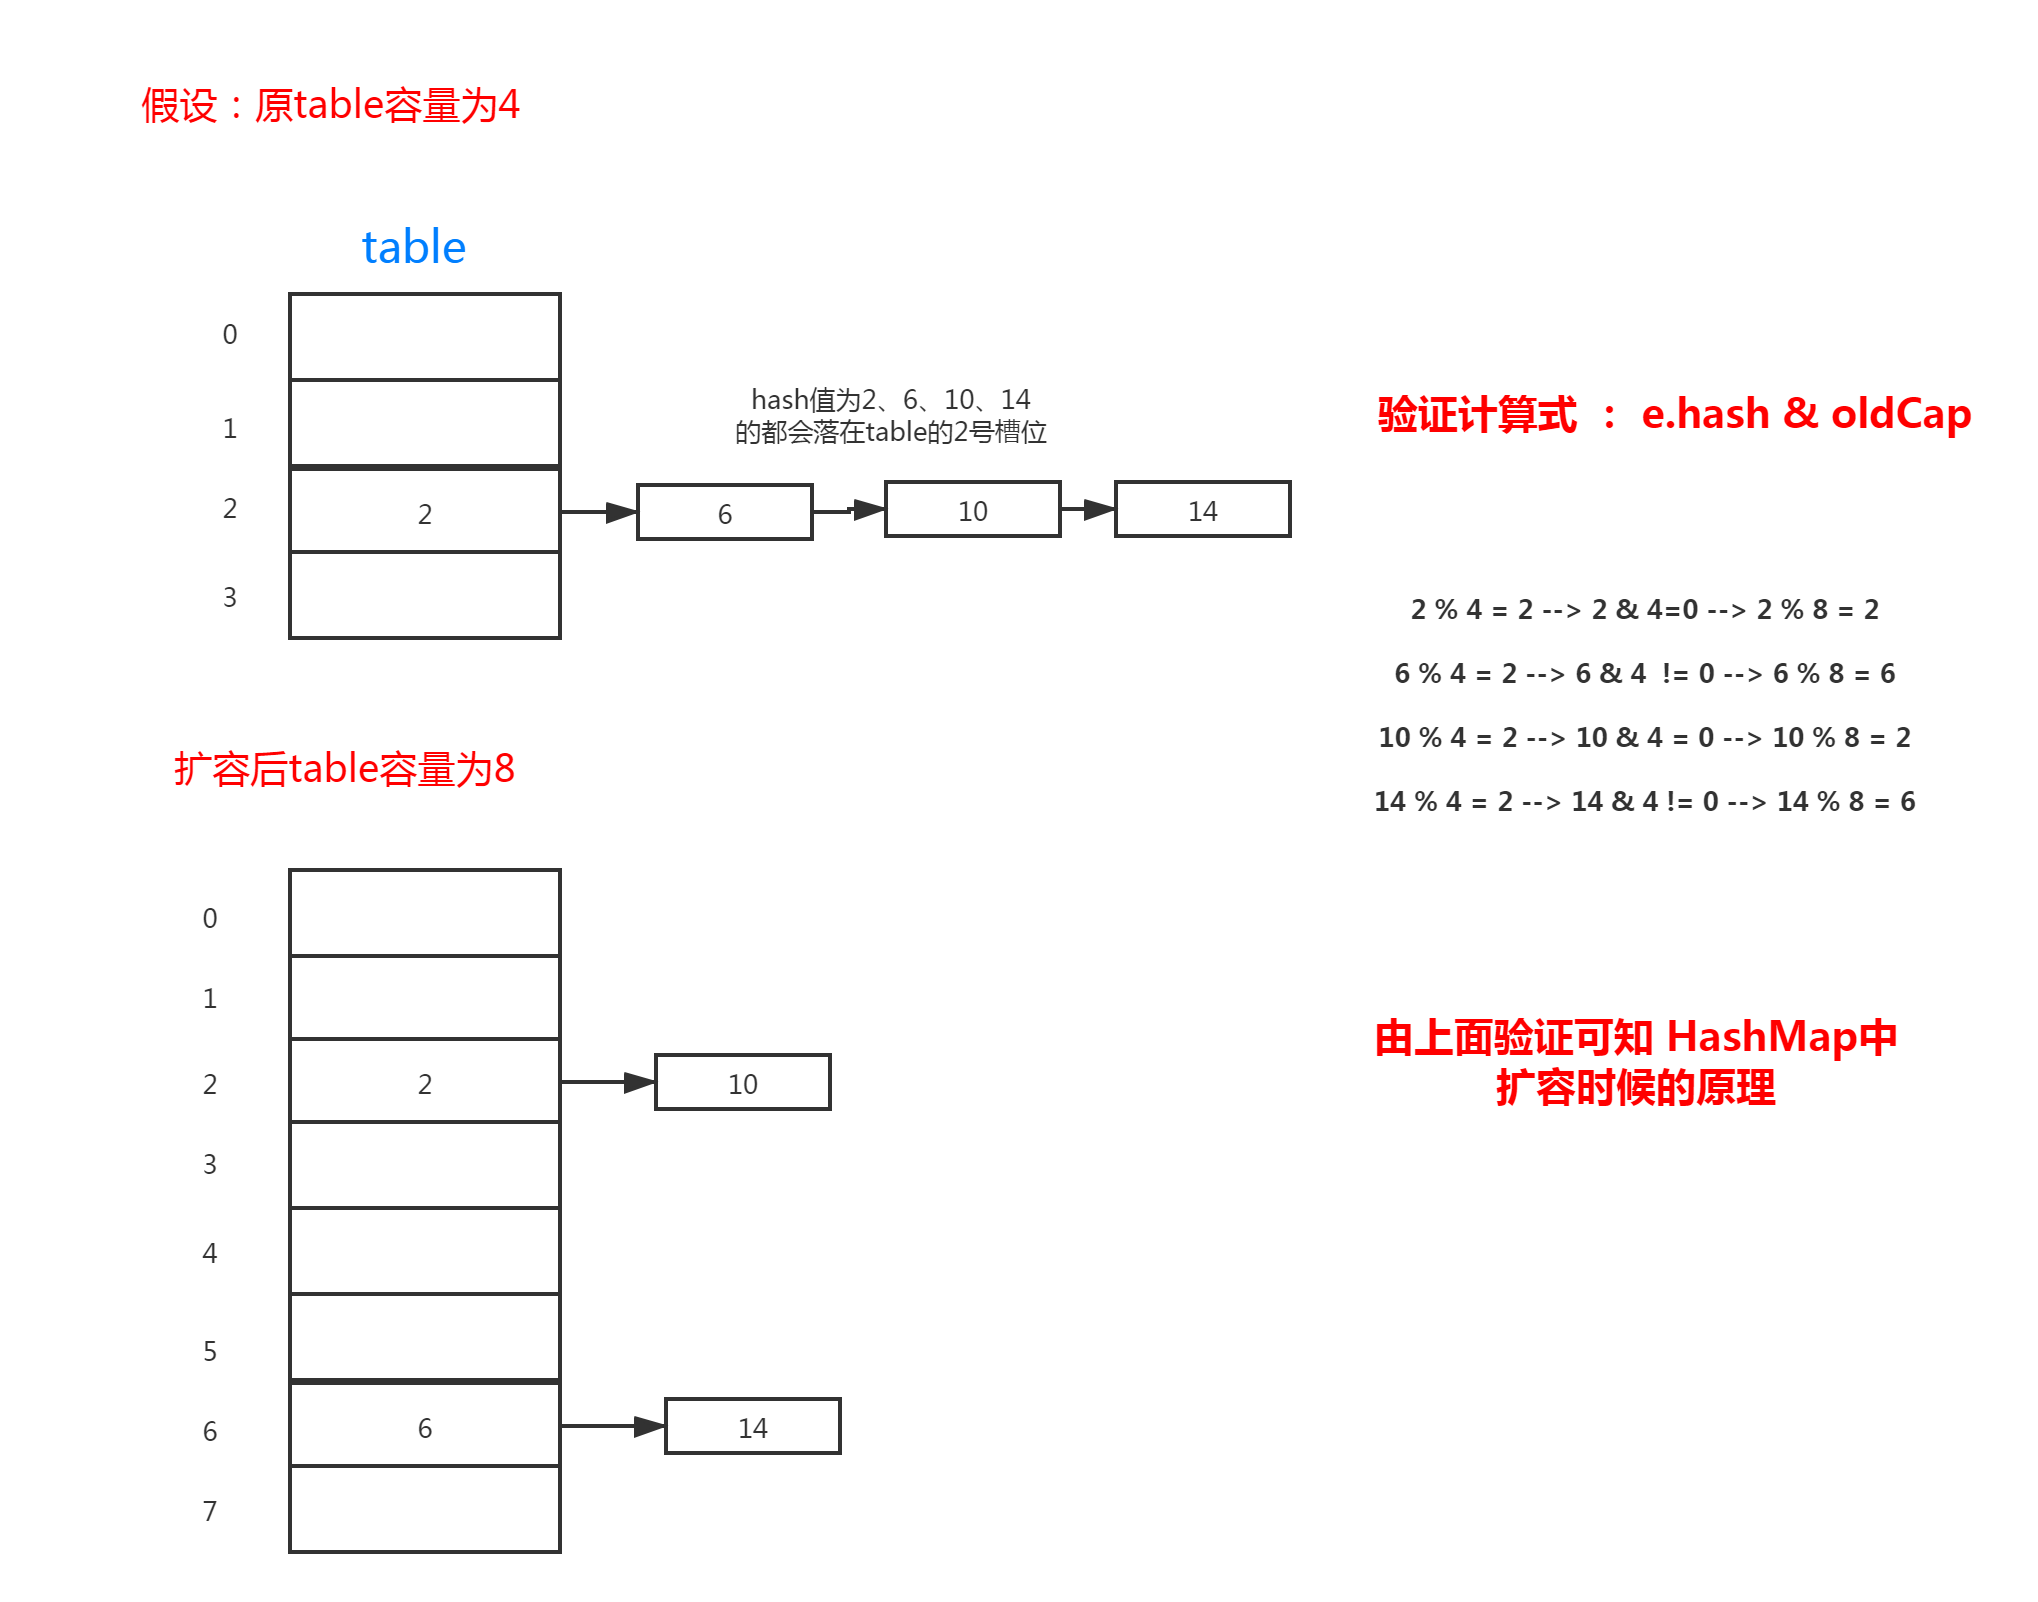 假设：原table容量为4
table
0
1
2
3
2
6
10
14
hash值为2、6、10、14
的都会落在table的2号槽位
验证计算式 ： e.hash & oldCap
2 % 4 = 2 --> 2 & 4=0 --> 2 % 8 = 2
6 % 4 = 2 --> 6 & 4  != 0 --> 6 % 8 = 6
10 % 4 = 2 --> 10 & 4 = 0 --> 10 % 8 = 2
14 % 4 = 2 --> 14 & 4 != 0 --> 14 % 8 = 6
扩容后table容量为8
0
1
2
3
4
5
6
7
2
10
6
14
由上面验证可知 HashMap中
扩容时候的原理